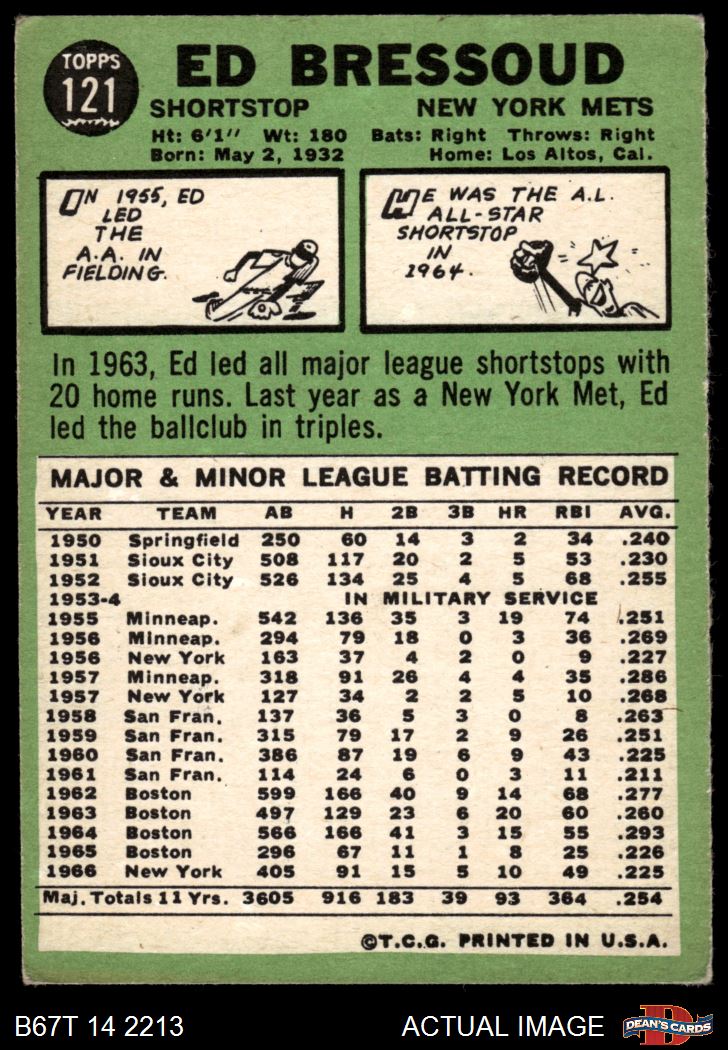 TOPPS
121
ED BRESSOUD
SHORTSTOP NEW YORK METS
Ht: 6'1" Wt: 180 Bats: Right Throws: Right
Born: May 2, 1932 Home: Los Altos, Cal.
ON 1955, ED
LED
THE
A.A. IN
FIELDING.
HE WAS THE A.L.
ALL-STAR
SHORTSTOP
IN
1964.
In 1963, Ed led all major league shortstops with
20 home runs. Last year as a New York Met, Ed
led the ballclub in triples.
MAJOR & MINOR LEAGUE BATTING RECORD
YEAR TEAM AB H 2B 3B HR RBI AVG.
1950 Springfield 250 60 14 3 2 34 .240
1951 Sioux City 508 117 20 2 5 53 .230
1952 Sioux City 526 134 25 4 5 68 .255
1953-4 IN MILITARY SERVICE
1955 Minneap. 542 136 35 3 19 74 .251
1956 Minneap. 294 79 18 0 3 36 .269
1956 New York 163 37 4 2 0 9 .227
1957 Minneap. 318 91 26 4 4 35 .286
1957 New York 127 34 2 2 5 10 .268
1958 San Fran. 137 36 5 3 0 8 .263
1959 San Fran. 315 79 17 2 9 26 .251
1960 San Fran. 386 87 19 6 9 43 .225
1961 San Fran. 114 24 6 0 3 11 .211
1962 Boston 599 166 40 9 14 68 .277
1963 Boston 497 129 23 6 20 60 .260
1964 Boston 566 166 41 3 15 55 .293
1965 Boston 296 67 11 1 8 25 .226
1966 New York 405 91 15 5 10 49 .225
Maj. Totals 11 Yrs. 3605 916 183 39 93 364 .254
©T.C.G. PRINTED IN U.S.A.
B67T 14 2213 ACTUAL IMAGE
D
DEAN'S CARDS